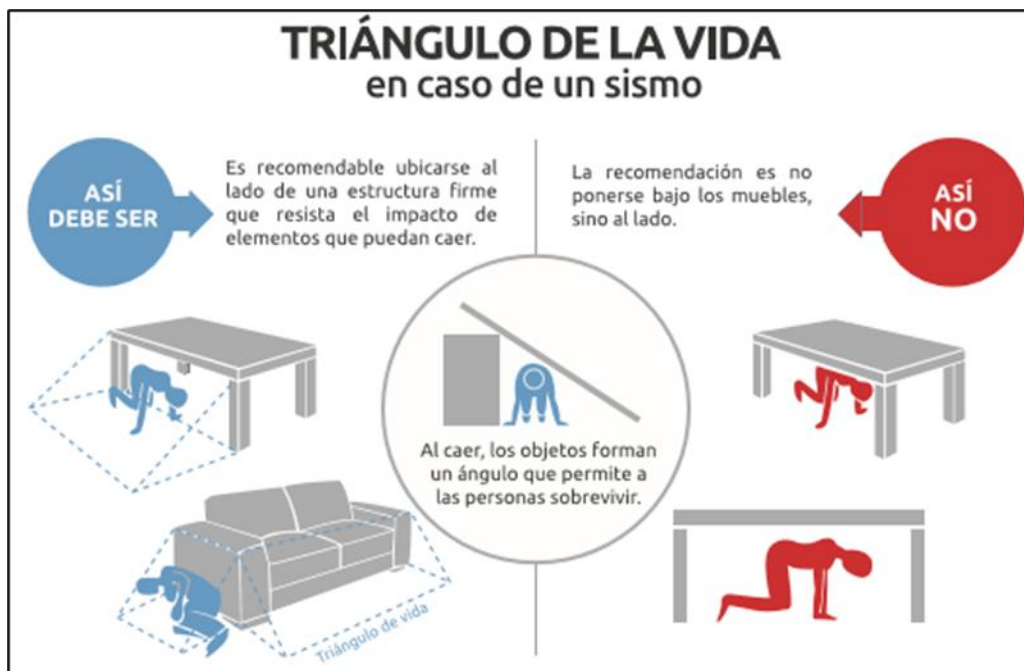 TRIÁNGULO DE LA VIDA
en caso de un sismo
ASÍ
DEBE SER
Es recomendable ubicarse al
lado de una estructura firme
que resista el impacto de
elementos que puedan caer.
La recomendación es no
ponerse bajo los muebles,
sino al lado.
ASÍ
NO
Al caer, los objetos forman
un ángulo que permite a
las personas sobrevivir.
Triángulo de vida